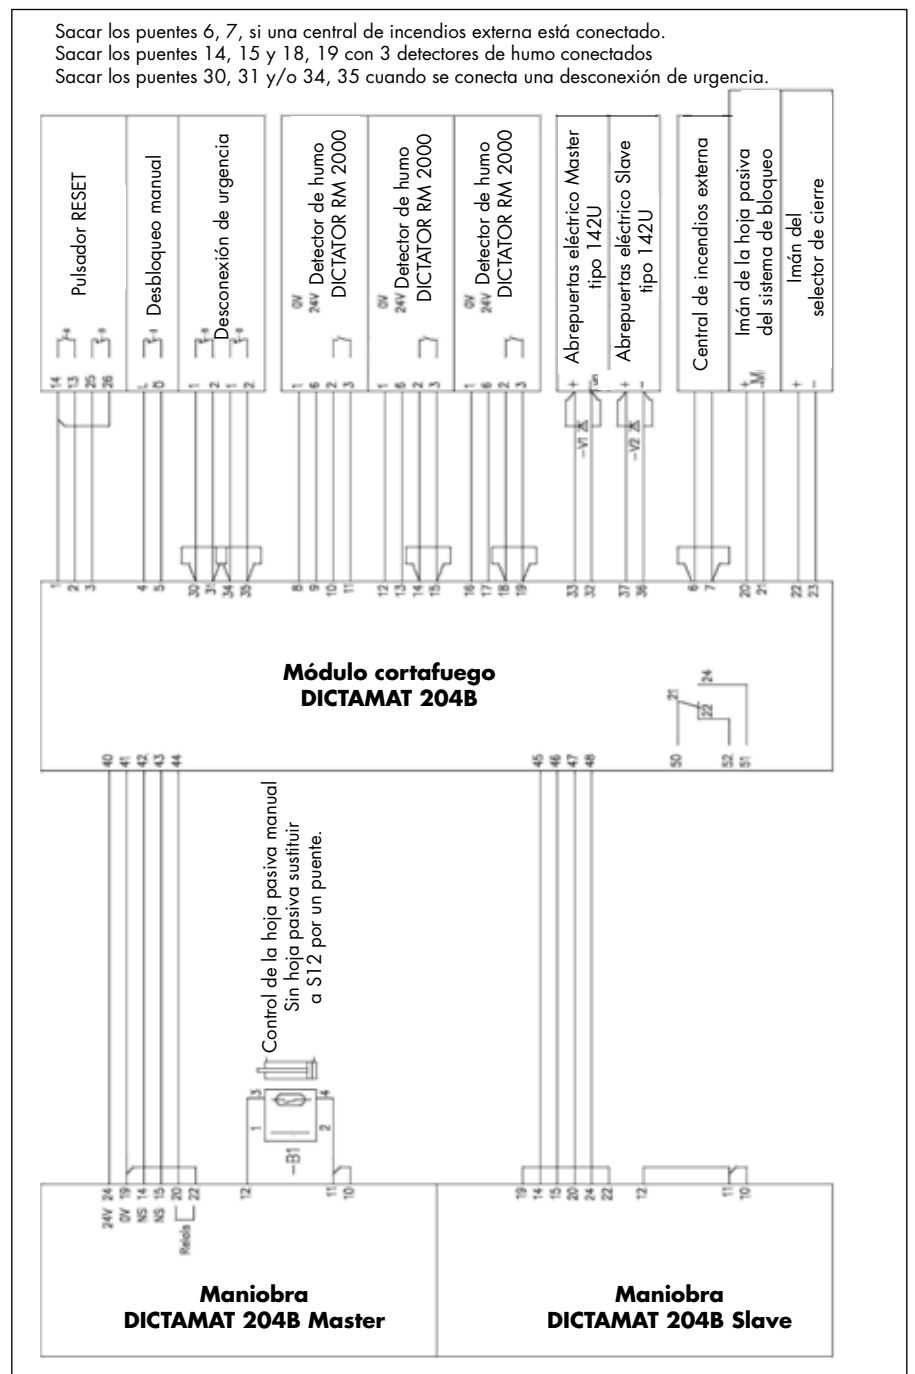 Sacar los puentes 6, 7, si una central de incendios externa está conectado.
Sacar los puentes 14, 15 y 18, 19 con 3 detectores de humo conectados
Sacar los puentes 30, 31 y/o 34, 35 cuando se conecta una desconexión de urgencia.
Pulsador RESET
Desbloqueo manual
Desconexión de urgencia
0V
24V
Detector de humo
DICTATOR RM 2000
0V
24V
Detector de humo
DICTATOR RM 2000
0V
24V
Detector de humo
DICTATOR RM 2000
Abrepuertas eléctrico Master
tipo 142U
Abrepuertas eléctrico Slave
tipo 142U
Central de incendios externa
Imán de la hoja pasiva
del sistema de bloqueo
Imán del
selector de cierre
14 13 25 26
1 2 1 2
1 6 2 3
1 6 2 3
1 6 2 3
+ -
+ -
+ M
+ -
-V1
-V2
1 2 3 4 5 30 31 34 35 8 9 10 11 12 13 14 15 16 17 18 19 33 32 37 36 6 7 20 21 22 23
Módulo cortafuego
DICTAMAT 204B
21 22 24
50 52 51
40 41 42 43 44
45 46 47 48
Control de la hoja pasiva manual
Sin hoja pasiva sustituir
a S12 por un puente.
3 4
1 2
-B1
24 19 14 15 20 22
12 11 10
19 14 15 20 24 22
12 11 10
24V 0V NS NS
Relais
Maniobra
DICTAMAT 204B Master
Maniobra
DICTAMAT 204B Slave